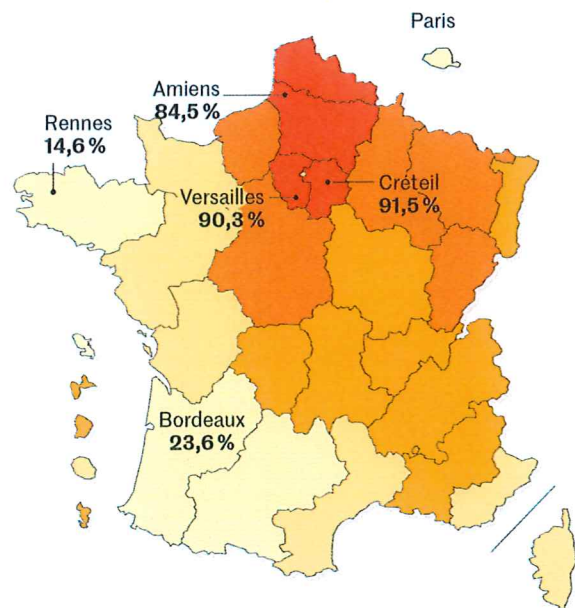 Paris
Amiens
84,5 %
Rennes
14,6 %
Versailles
90,3 %
Créteil
91,5 %
Bordeaux
23,6 %